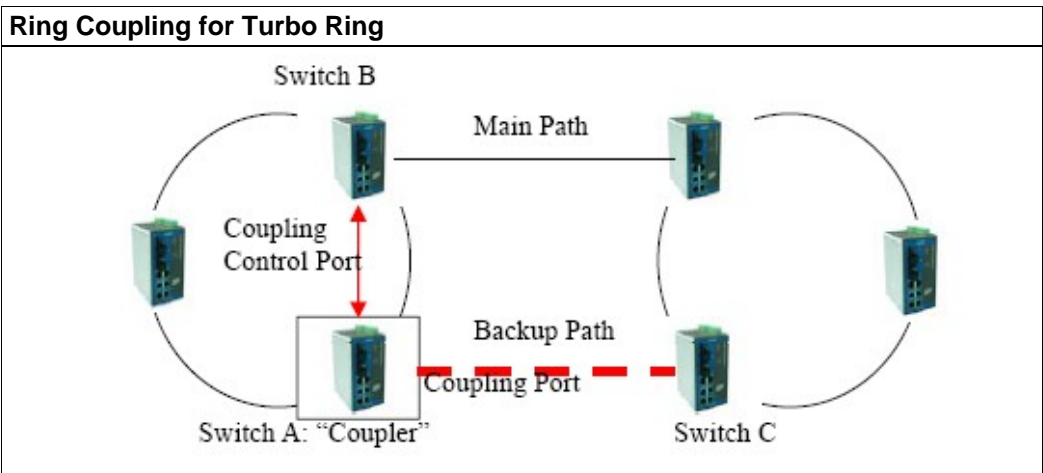 Ring Coupling for Turbo Ring
Switch B
Main Path
Coupling
Control Port
Backup Path
Coupling Port
Switch A: “Coupler”
Switch C